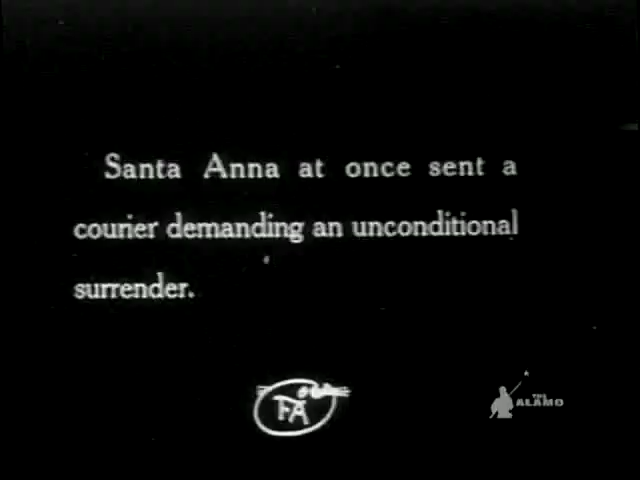 Santa Anna at once sent a
courier demanding an unconditional
surrender.
FA
THE
ALAMO